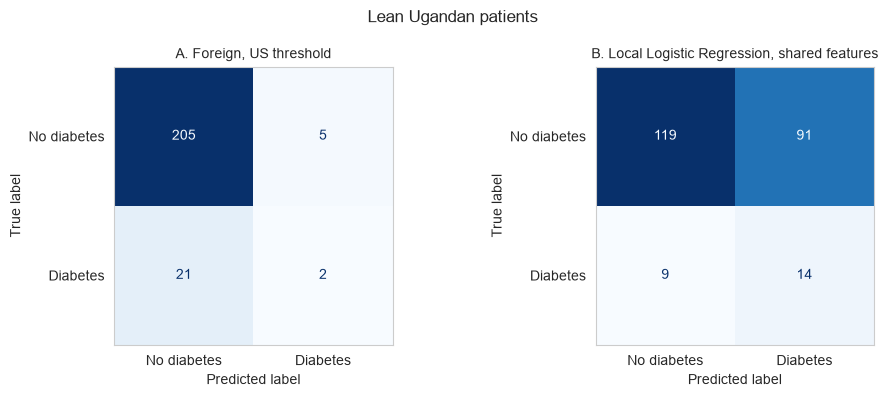 Lean Ugandan patients
A. Foreign, US threshold
No diabetes
205
5
True label
Diabetes
21
2
No diabetes
Diabetes
Predicted label
B. Local Logistic Regression, shared features
No diabetes
119
91
True label
Diabetes
9
14
No diabetes
Diabetes
Predicted label